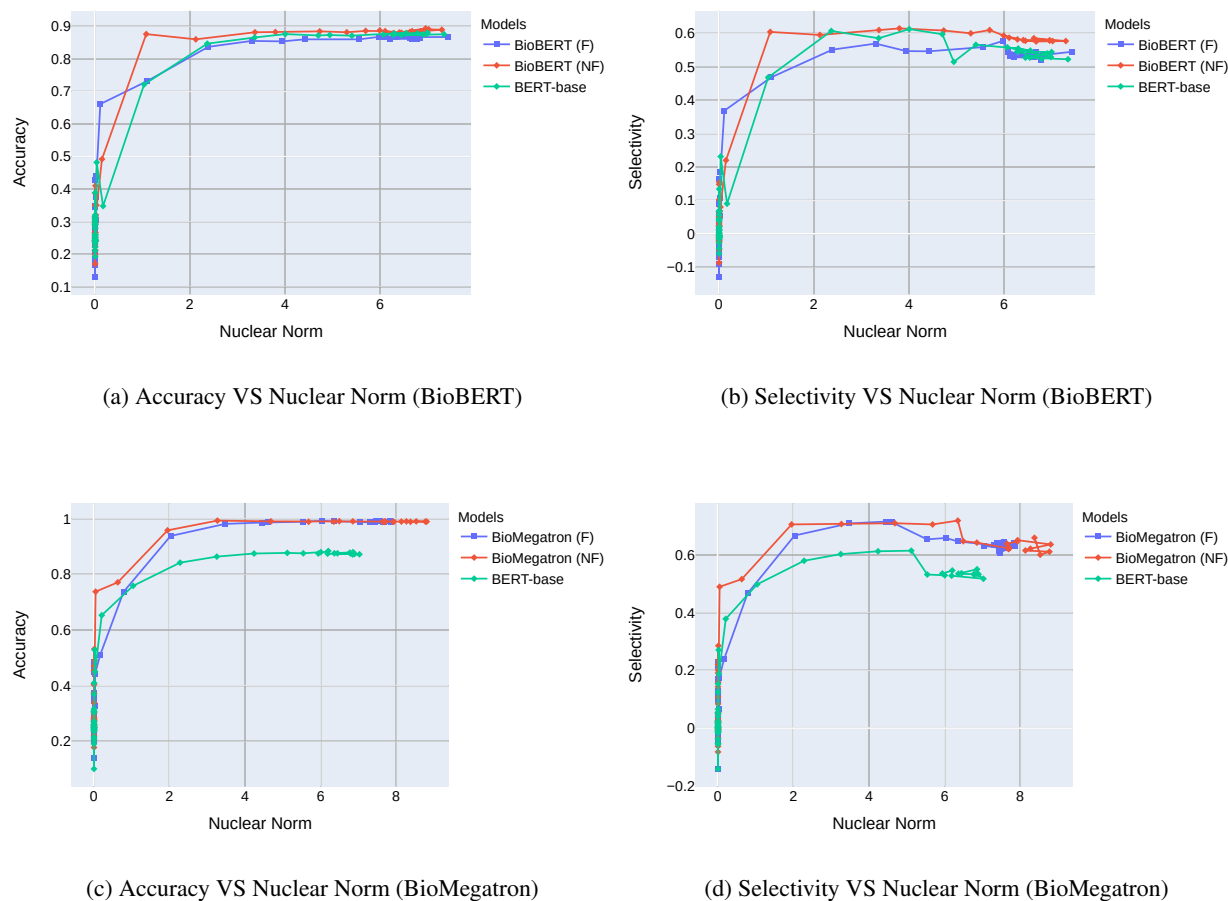 Models
BioBERT (F)
BioBERT (NF)
BERT-base
0.9
0.8
0.7
0.6
0.5
0.4
0.3
0.2
0.1
Accuracy
0 2 4 6
Nuclear Norm
(a) Accuracy VS Nuclear Norm (BioBERT)
Models
BioBERT (F)
BioBERT (NF)
BERT-base
0.6
0.5
0.4
0.3
0.2
0.1
0
−0.1
Selectivity
0 2 4 6
Nuclear Norm
(b) Selectivity VS Nuclear Norm (BioBERT)
Models
BioMegatron (F)
BioMegatron (NF)
BERT-base
1
0.8
0.6
0.4
0.2
Accuracy
0 2 4 6 8
Nuclear Norm
(c) Accuracy VS Nuclear Norm (BioMegatron)
Models
BioMegatron (F)
BioMegatron (NF)
BERT-base
0.6
0.4
0.2
0
−0.2
Selectivity
0 2 4 6 8
Nuclear Norm
(d) Selectivity VS Nuclear Norm (BioMegatron)